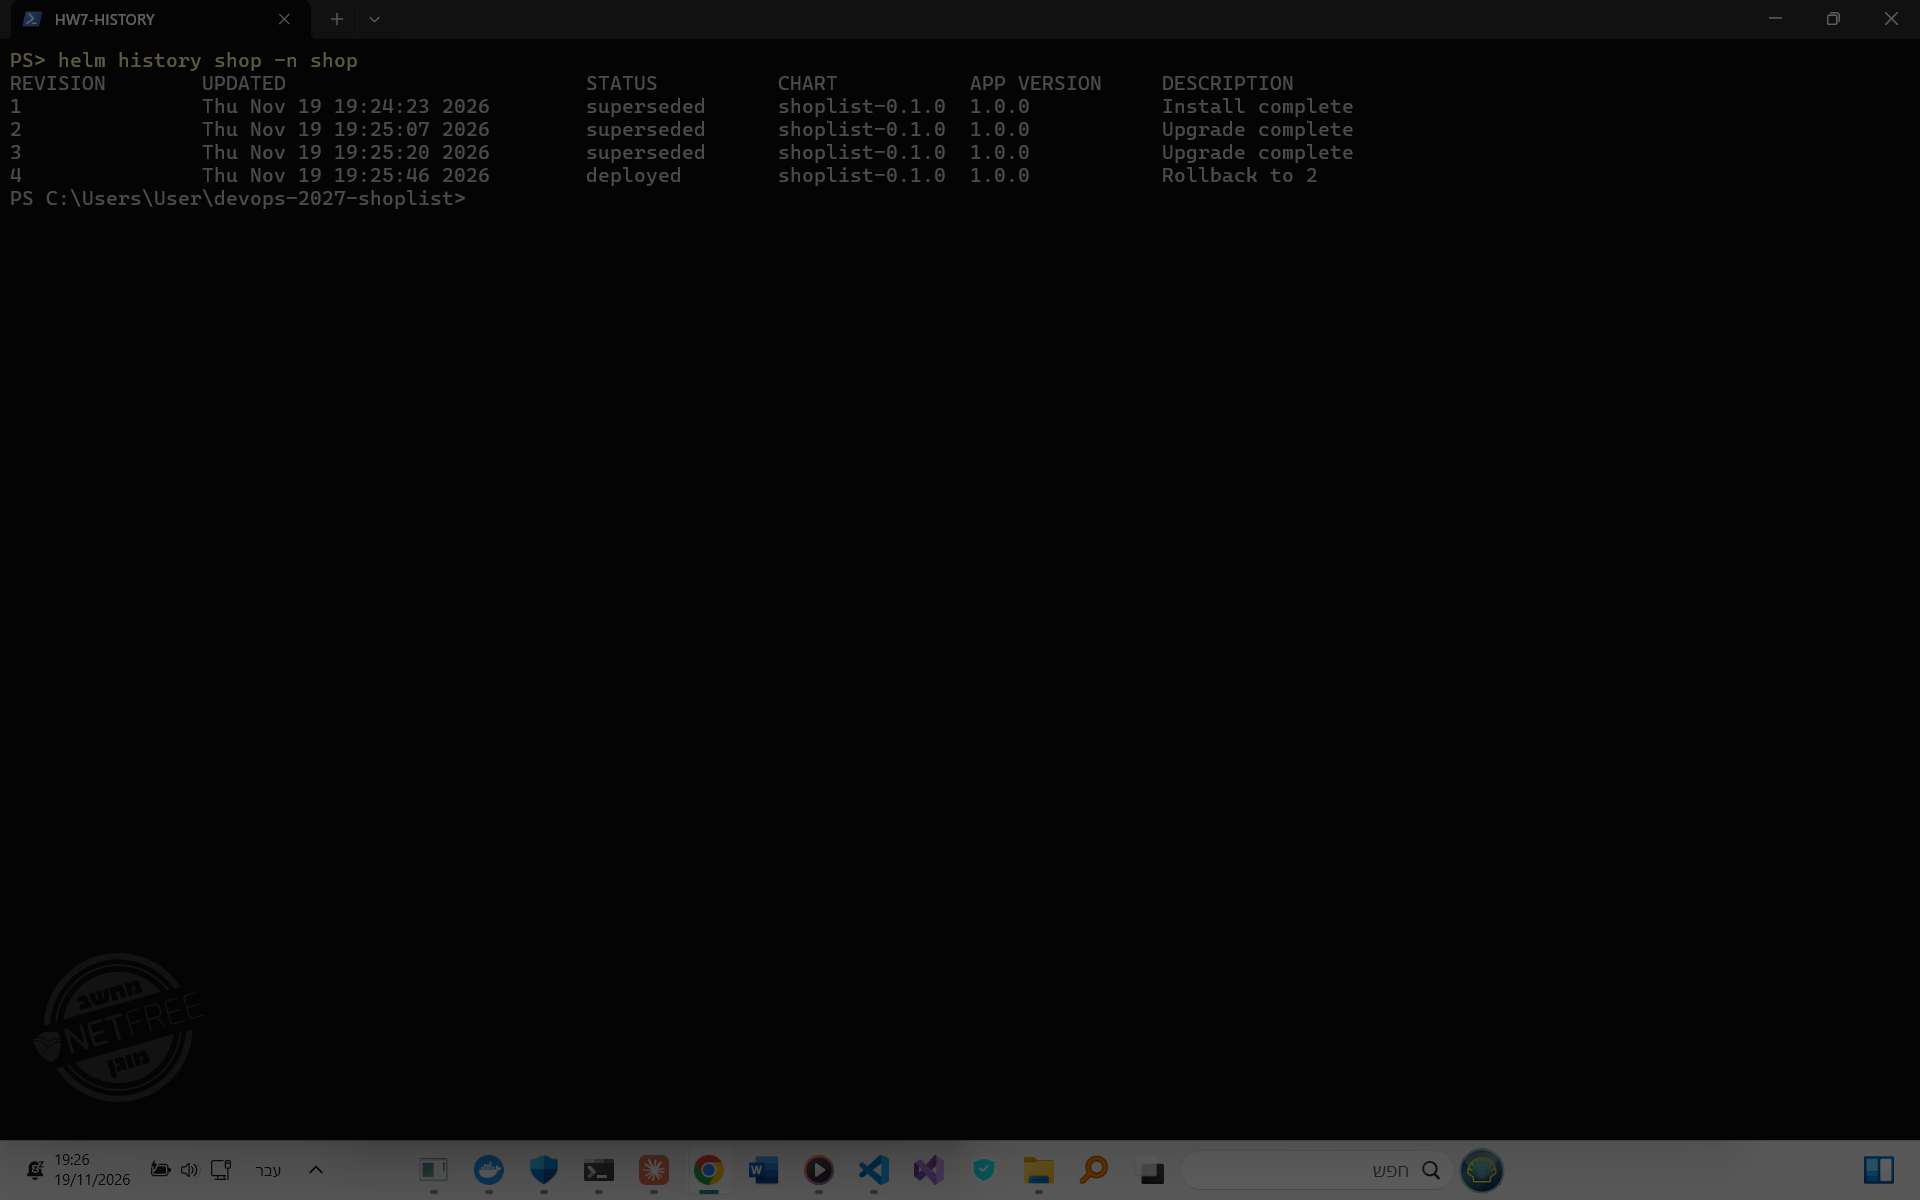 HW7-HISTORY
PS> helm history shop -n shop
REVISION UPDATED STATUS CHART APP VERSION DESCRIPTION
1 Thu Nov 19 19:24:23 2026 superseded shoplist-0.1.0 1.0.0 Install complete
2 Thu Nov 19 19:25:07 2026 superseded shoplist-0.1.0 1.0.0 Upgrade complete
3 Thu Nov 19 19:25:20 2026 superseded shoplist-0.1.0 1.0.0 Upgrade complete
4 Thu Nov 19 19:25:46 2026 deployed shoplist-0.1.0 1.0.0 Rollback to 2
PS C:\Users\User\devops-2027-shoplist>
מחשב
NETFREE
מוגן
19:26
19/11/2026
עבר
חפש